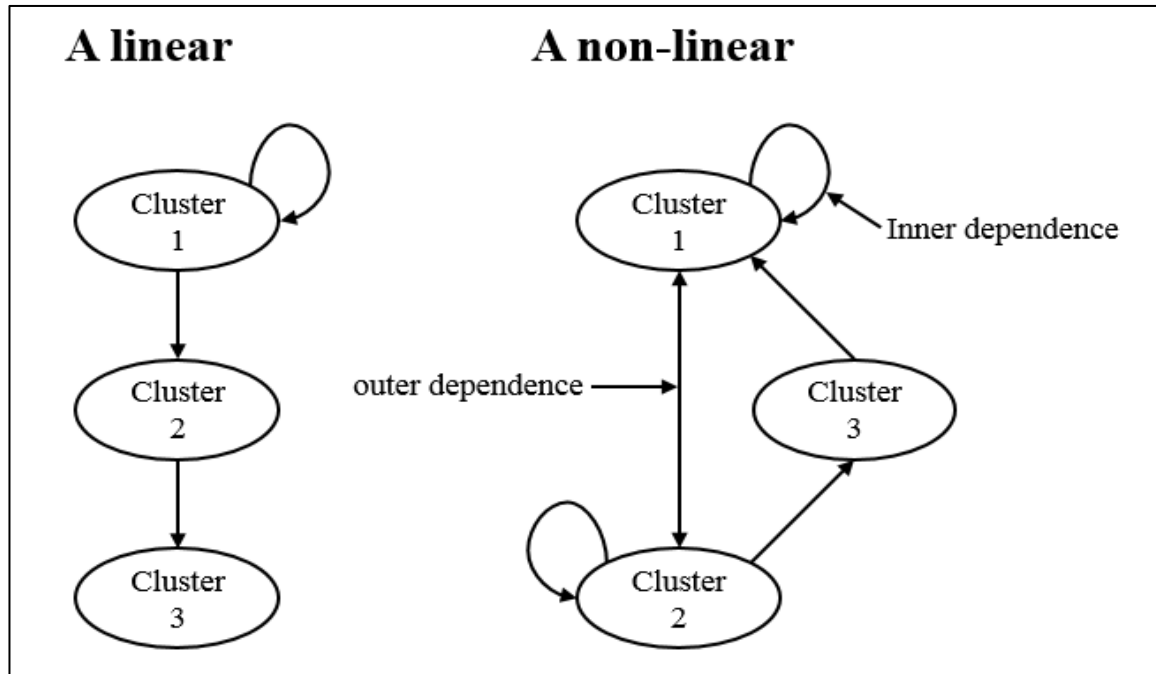 A linear
Cluster
1
Cluster
2
Cluster
3
A non-linear
Cluster
1
Inner dependence
outer dependence
Cluster
3
Cluster
2